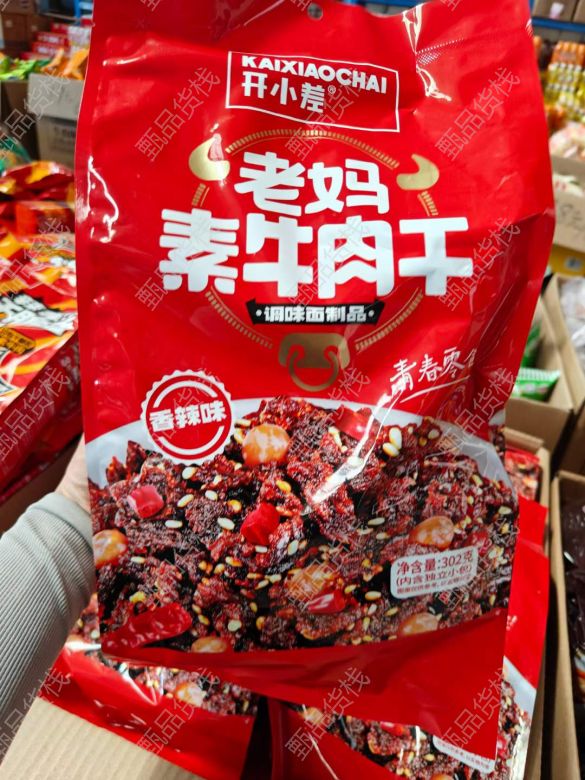 KAIXIAOCHAI
开小差®
老妈
素牛肉干
·调味面制品·
青春零食
香辣味
净含量:302克
(内含独立小包)
甄品货栈